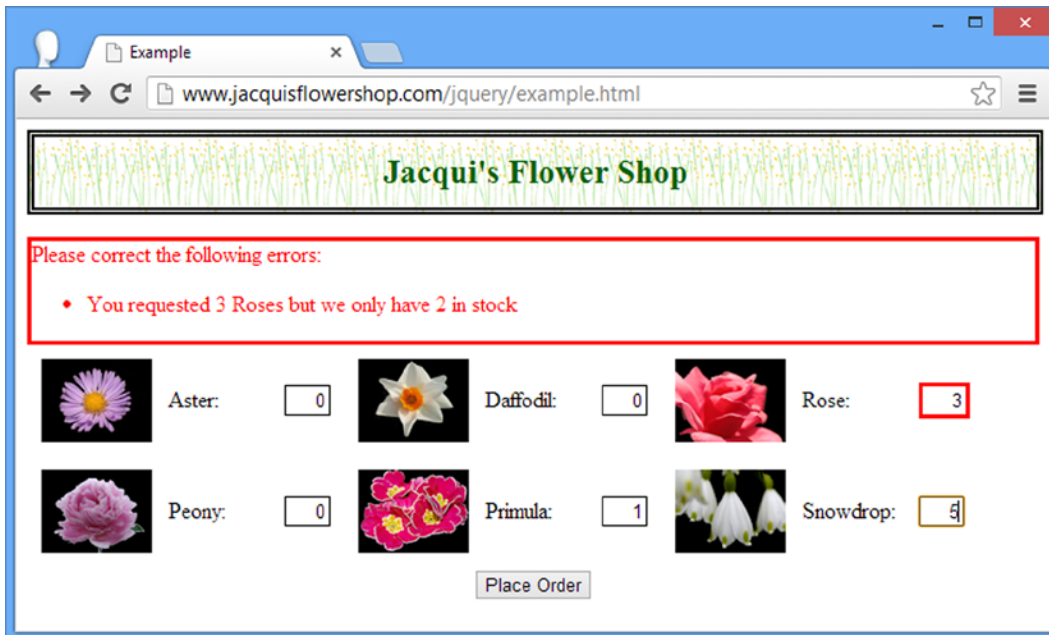 Example
www.jacquisflowershop.com/jquery/example.html
Jacqui's Flower Shop
Please correct the following errors:
• You requested 3 Roses but we only have 2 in stock
Aster: 0 Daffodil: 0 Rose: 3
Peony: 0 Primula: 1 Snowdrop: 5
Place Order